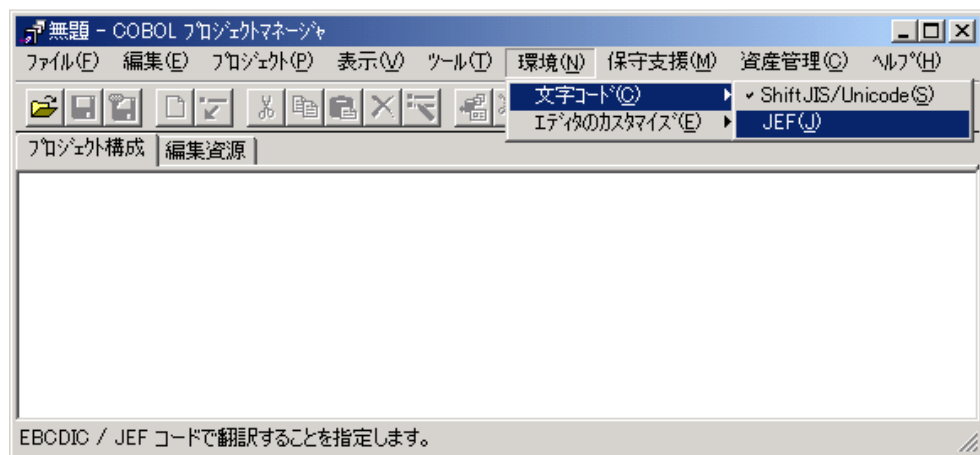 無題 - COBOL ﾌﾟﾛｼﾞｪｸﾄﾏﾈｰｼﾞｬ
ﾌｧｲﾙ(F) 編集(E) ﾌﾟﾛｼﾞｪｸﾄ(P) 表示(V) ﾂｰﾙ(T) 環境(N) 保守支援(M) 資産管理(C) ﾍﾙﾌﾟ(H)
文字ｺｰﾄﾞ(C)
ｴﾃﾞｨﾀのｶｽﾀﾏｲｽﾞ(E)
ShiftJIS/Unicode(S)
JEF(J)
ﾌﾟﾛｼﾞｪｸﾄ構成 編集資源
EBCDIC / JEF コードで翻訳することを指定します。